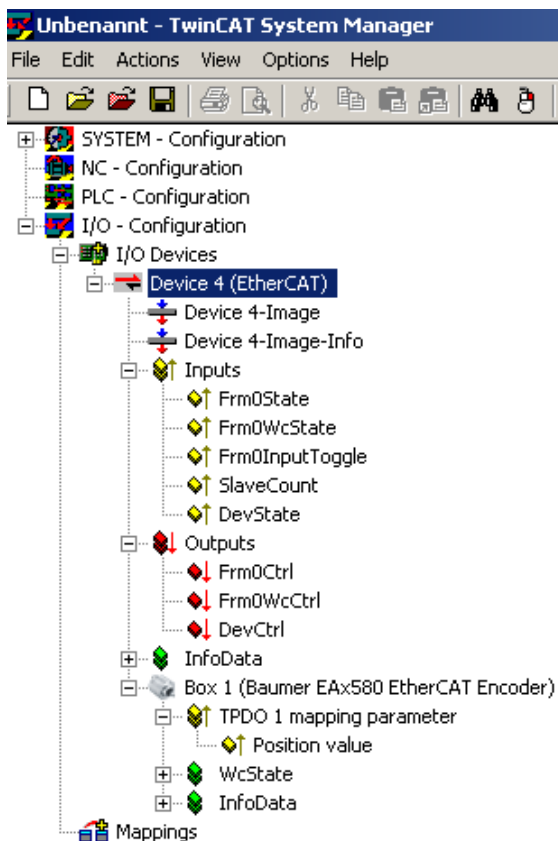 Unbenannt - TwinCAT System Manager
File Edit Actions View Options Help
SYSTEM - Configuration
NC - Configuration
PLC - Configuration
I/O - Configuration
I/O Devices
Device 4 (EtherCAT)
Device 4-Image
Device 4-Image-Info
Inputs
Frm0State
Frm0WcState
Frm0InputToggle
SlaveCount
DevState
Outputs
Frm0Ctrl
Frm0WcCtrl
DevCtrl
InfoData
Box 1 (Baumer EAx580 EtherCAT Encoder)
TPDO 1 mapping parameter
Position value
WcState
InfoData
Mappings